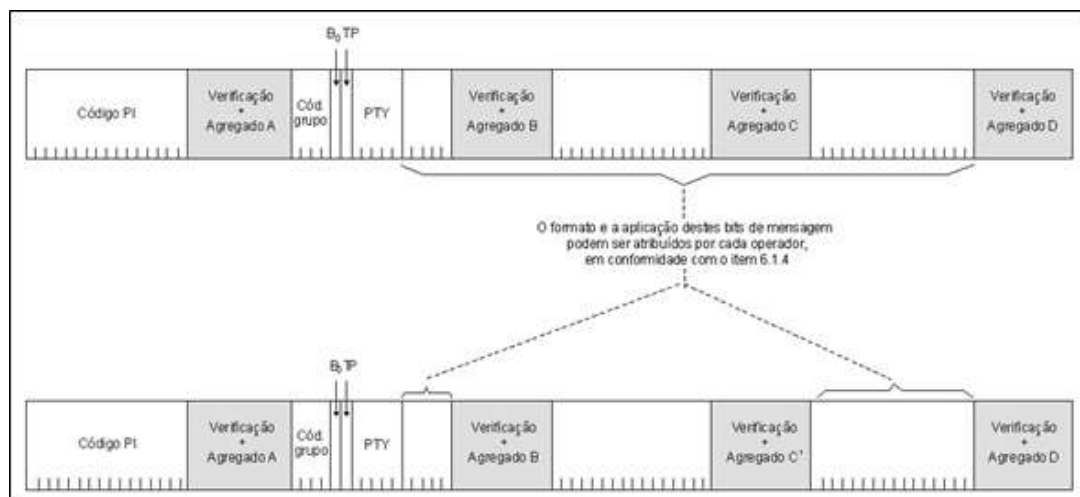 B₀ TP
Código PI
Verificação
+
Agregado A
Cód.
grupo
PTY
Verificação
+
Agregado B
Verificação
+
Agregado C
Verificação
+
Agregado D
O formato e a aplicação destes bits de mensagem
podem ser atribuídos por cada operador,
em conformidade com o item 6.1.4
B₀ TP
Código PI
Verificação
+
Agregado A
Cód.
grupo
PTY
Verificação
+
Agregado B
Verificação
+
Agregado C'
Verificação
+
Agregado D